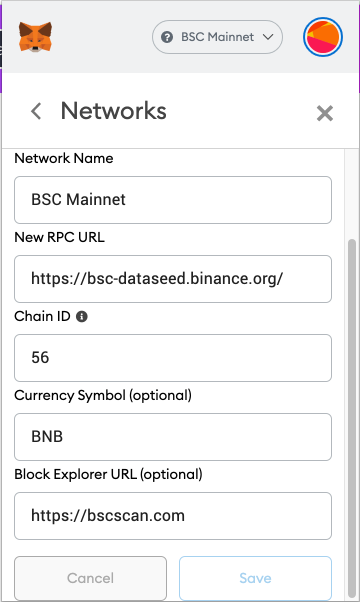 BSC Mainnet
Networks
Network Name
BSC Mainnet
New RPC URL
https://bsc-dataseed.binance.org/
Chain ID
56
Currency Symbol (optional)
BNB
Block Explorer URL (optional)
https://bscscan.com
Cancel Save